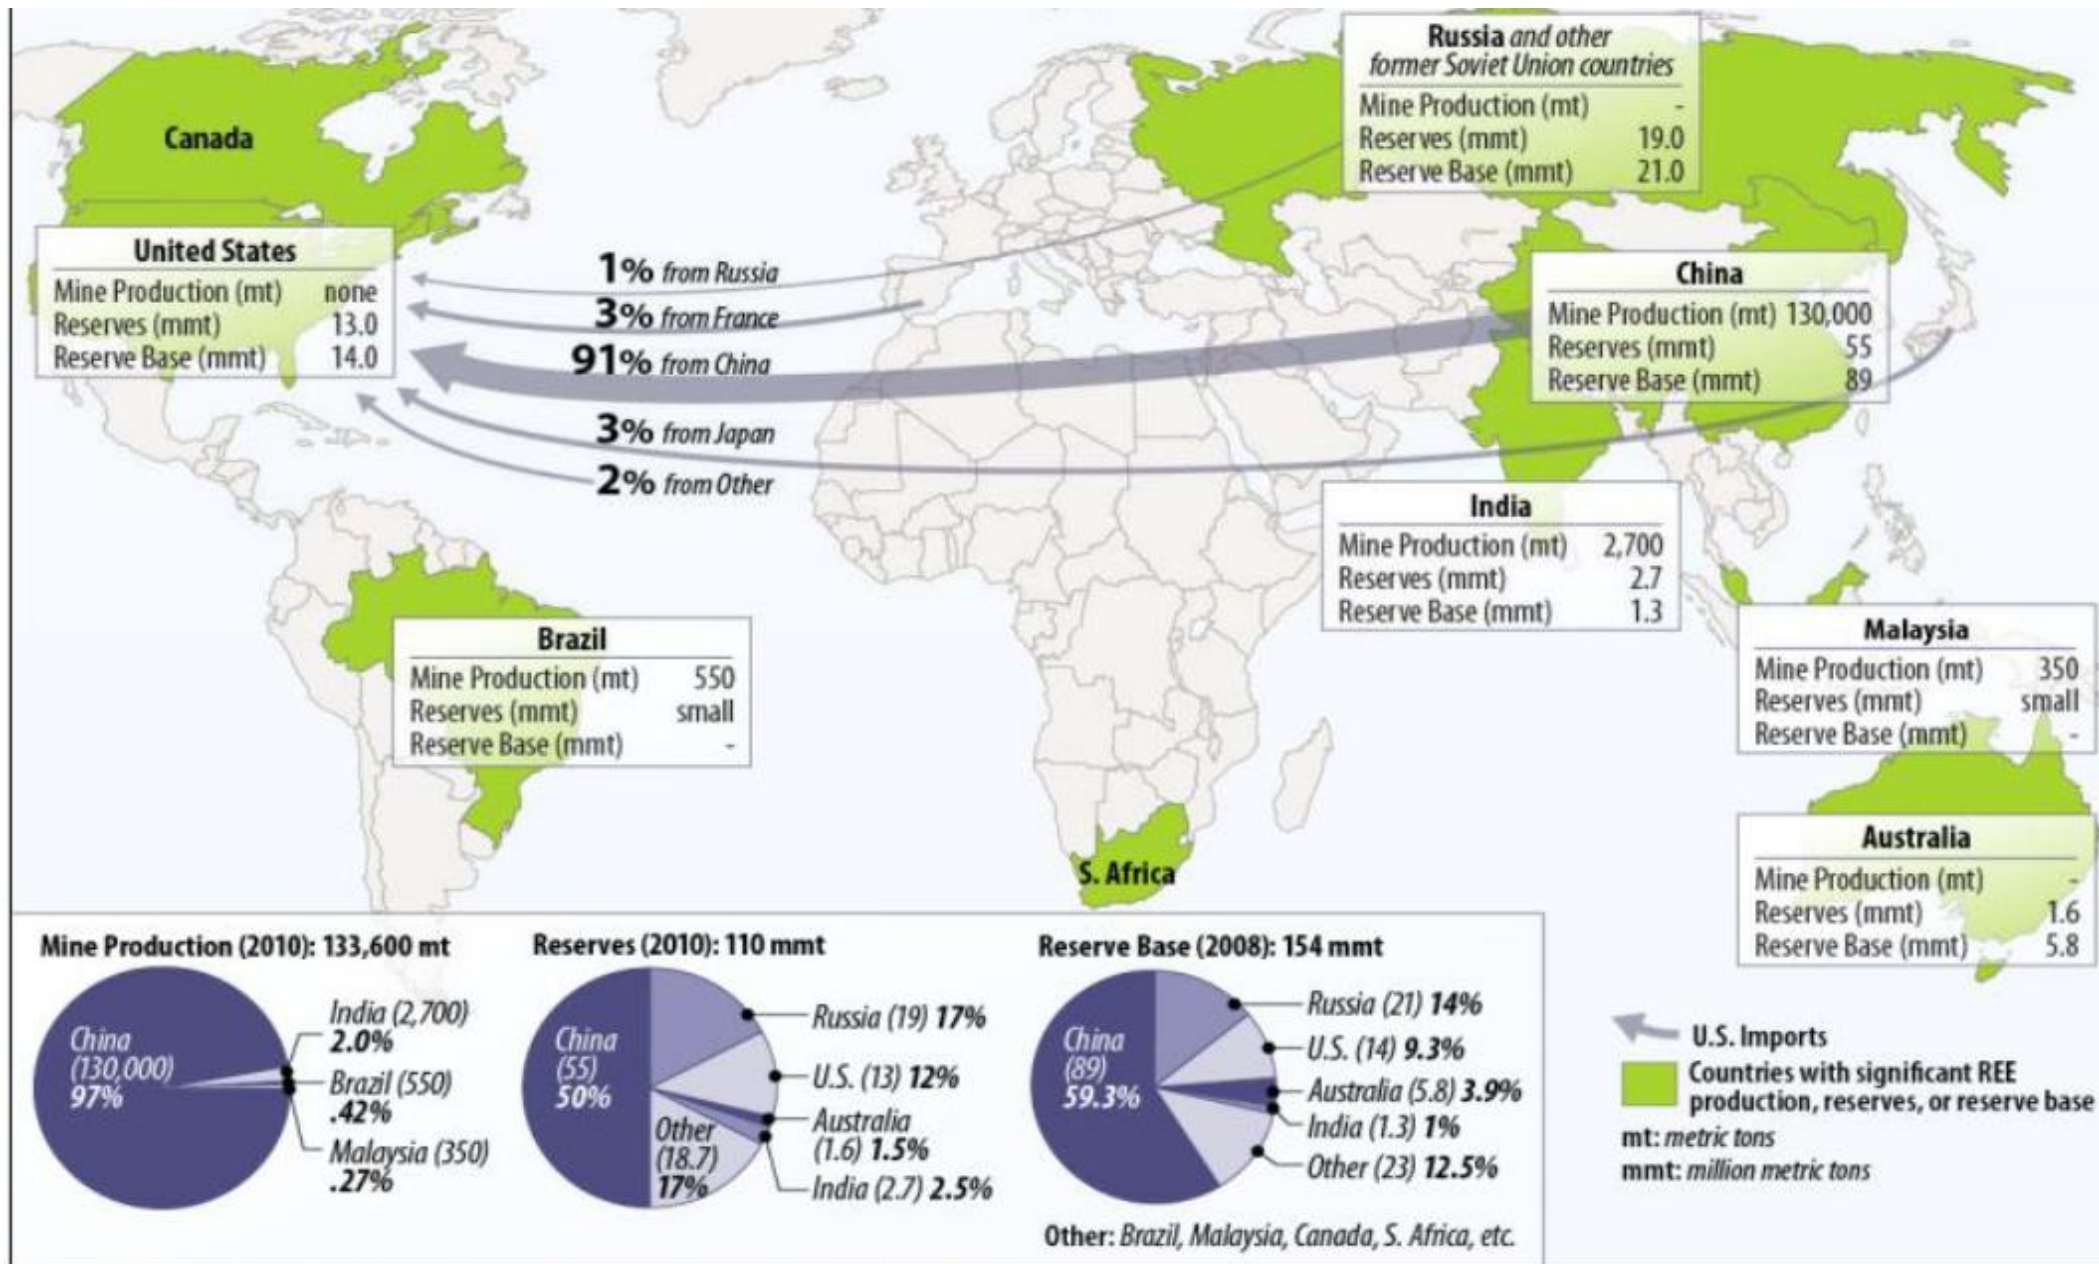 Canada
Russia and other
former Soviet Union countries
Mine Production (mt) -
Reserves (mmt) 19.0
Reserve Base (mmt) 21.0
United States
Mine Production (mt) none
Reserves (mmt) 13.0
Reserve Base (mmt) 14.0
1% from Russia
3% from France
91% from China
3% from Japan
2% from Other
China
Mine Production (mt) 130,000
Reserves (mmt) 55
Reserve Base (mmt) 89
India
Mine Production (mt) 2,700
Reserves (mmt) 2.7
Reserve Base (mmt) 1.3
Brazil
Mine Production (mt) 550
Reserves (mmt) small
Reserve Base (mmt) -
Malaysia
Mine Production (mt) 350
Reserves (mmt) small
Reserve Base (mmt) -
S. Africa
Australia
Mine Production (mt) -
Reserves (mmt) 1.6
Reserve Base (mmt) 5.8
Mine Production (2010): 133,600 mt
China
(130,000)
97%
India (2,700)
2.0%
Brazil (550)
.42%
Malaysia (350)
.27%
Reserves (2010): 110 mmt
China
(55)
50%
Russia (19) 17%
U.S. (13) 12%
Australia
(1.6) 1.5%
India (2.7) 2.5%
Other
(18.7)
17%
Reserve Base (2008): 154 mmt
China
(89)
59.3%
Russia (21) 14%
U.S. (14) 9.3%
Australia (5.8) 3.9%
India (1.3) 1%
Other (23) 12.5%
Other: Brazil, Malaysia, Canada, S. Africa, etc.
U.S. Imports
Countries with significant REE
production, reserves, or reserve base
mt: metric tons
mmt: million metric tons